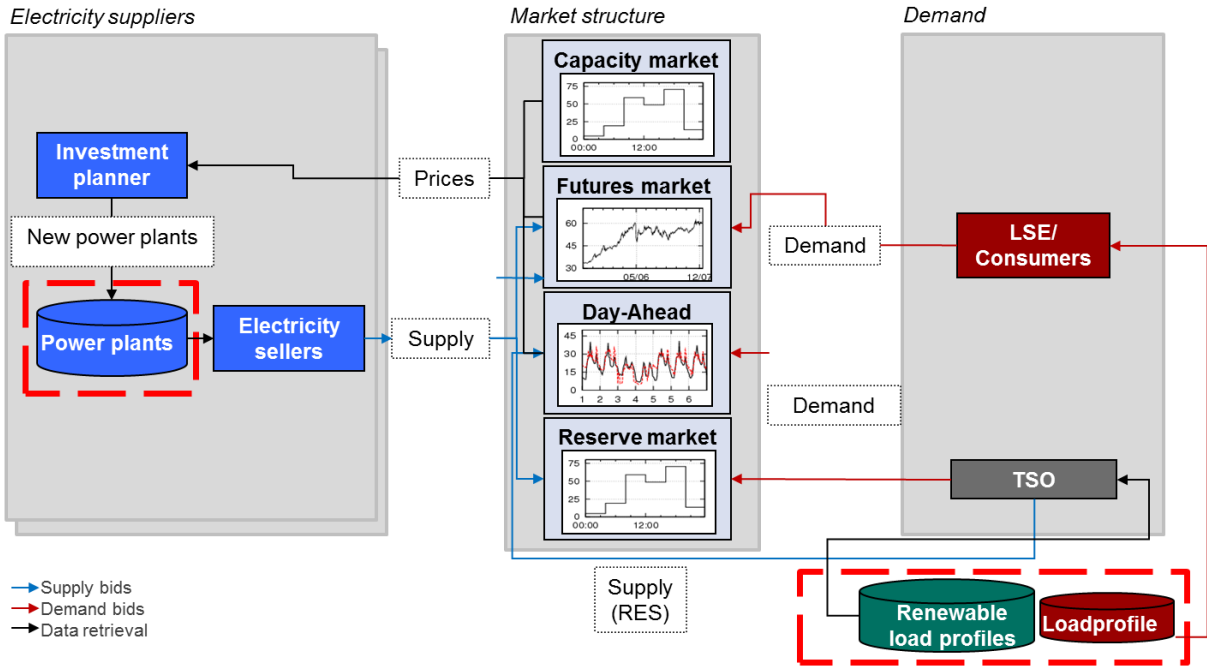 Electricity suppliers
Market structure
Demand
Capacity market
75
50
25
0
00:00
12:00
Investment
planner
Prices
Futures market
60
45
30
05/06
12/07
New power plants
Demand
LSE/
Consumers
Power plants
Electricity
sellers
Supply
Day-Ahead
45
30
15
0
1 2 3 4 5 5 6
Demand
Reserve market
75
50
25
0
00:00
12:00
TSO
Supply bids
Demand bids
Data retrieval
Supply
(RES)
Renewable
load profiles
Loadprofile